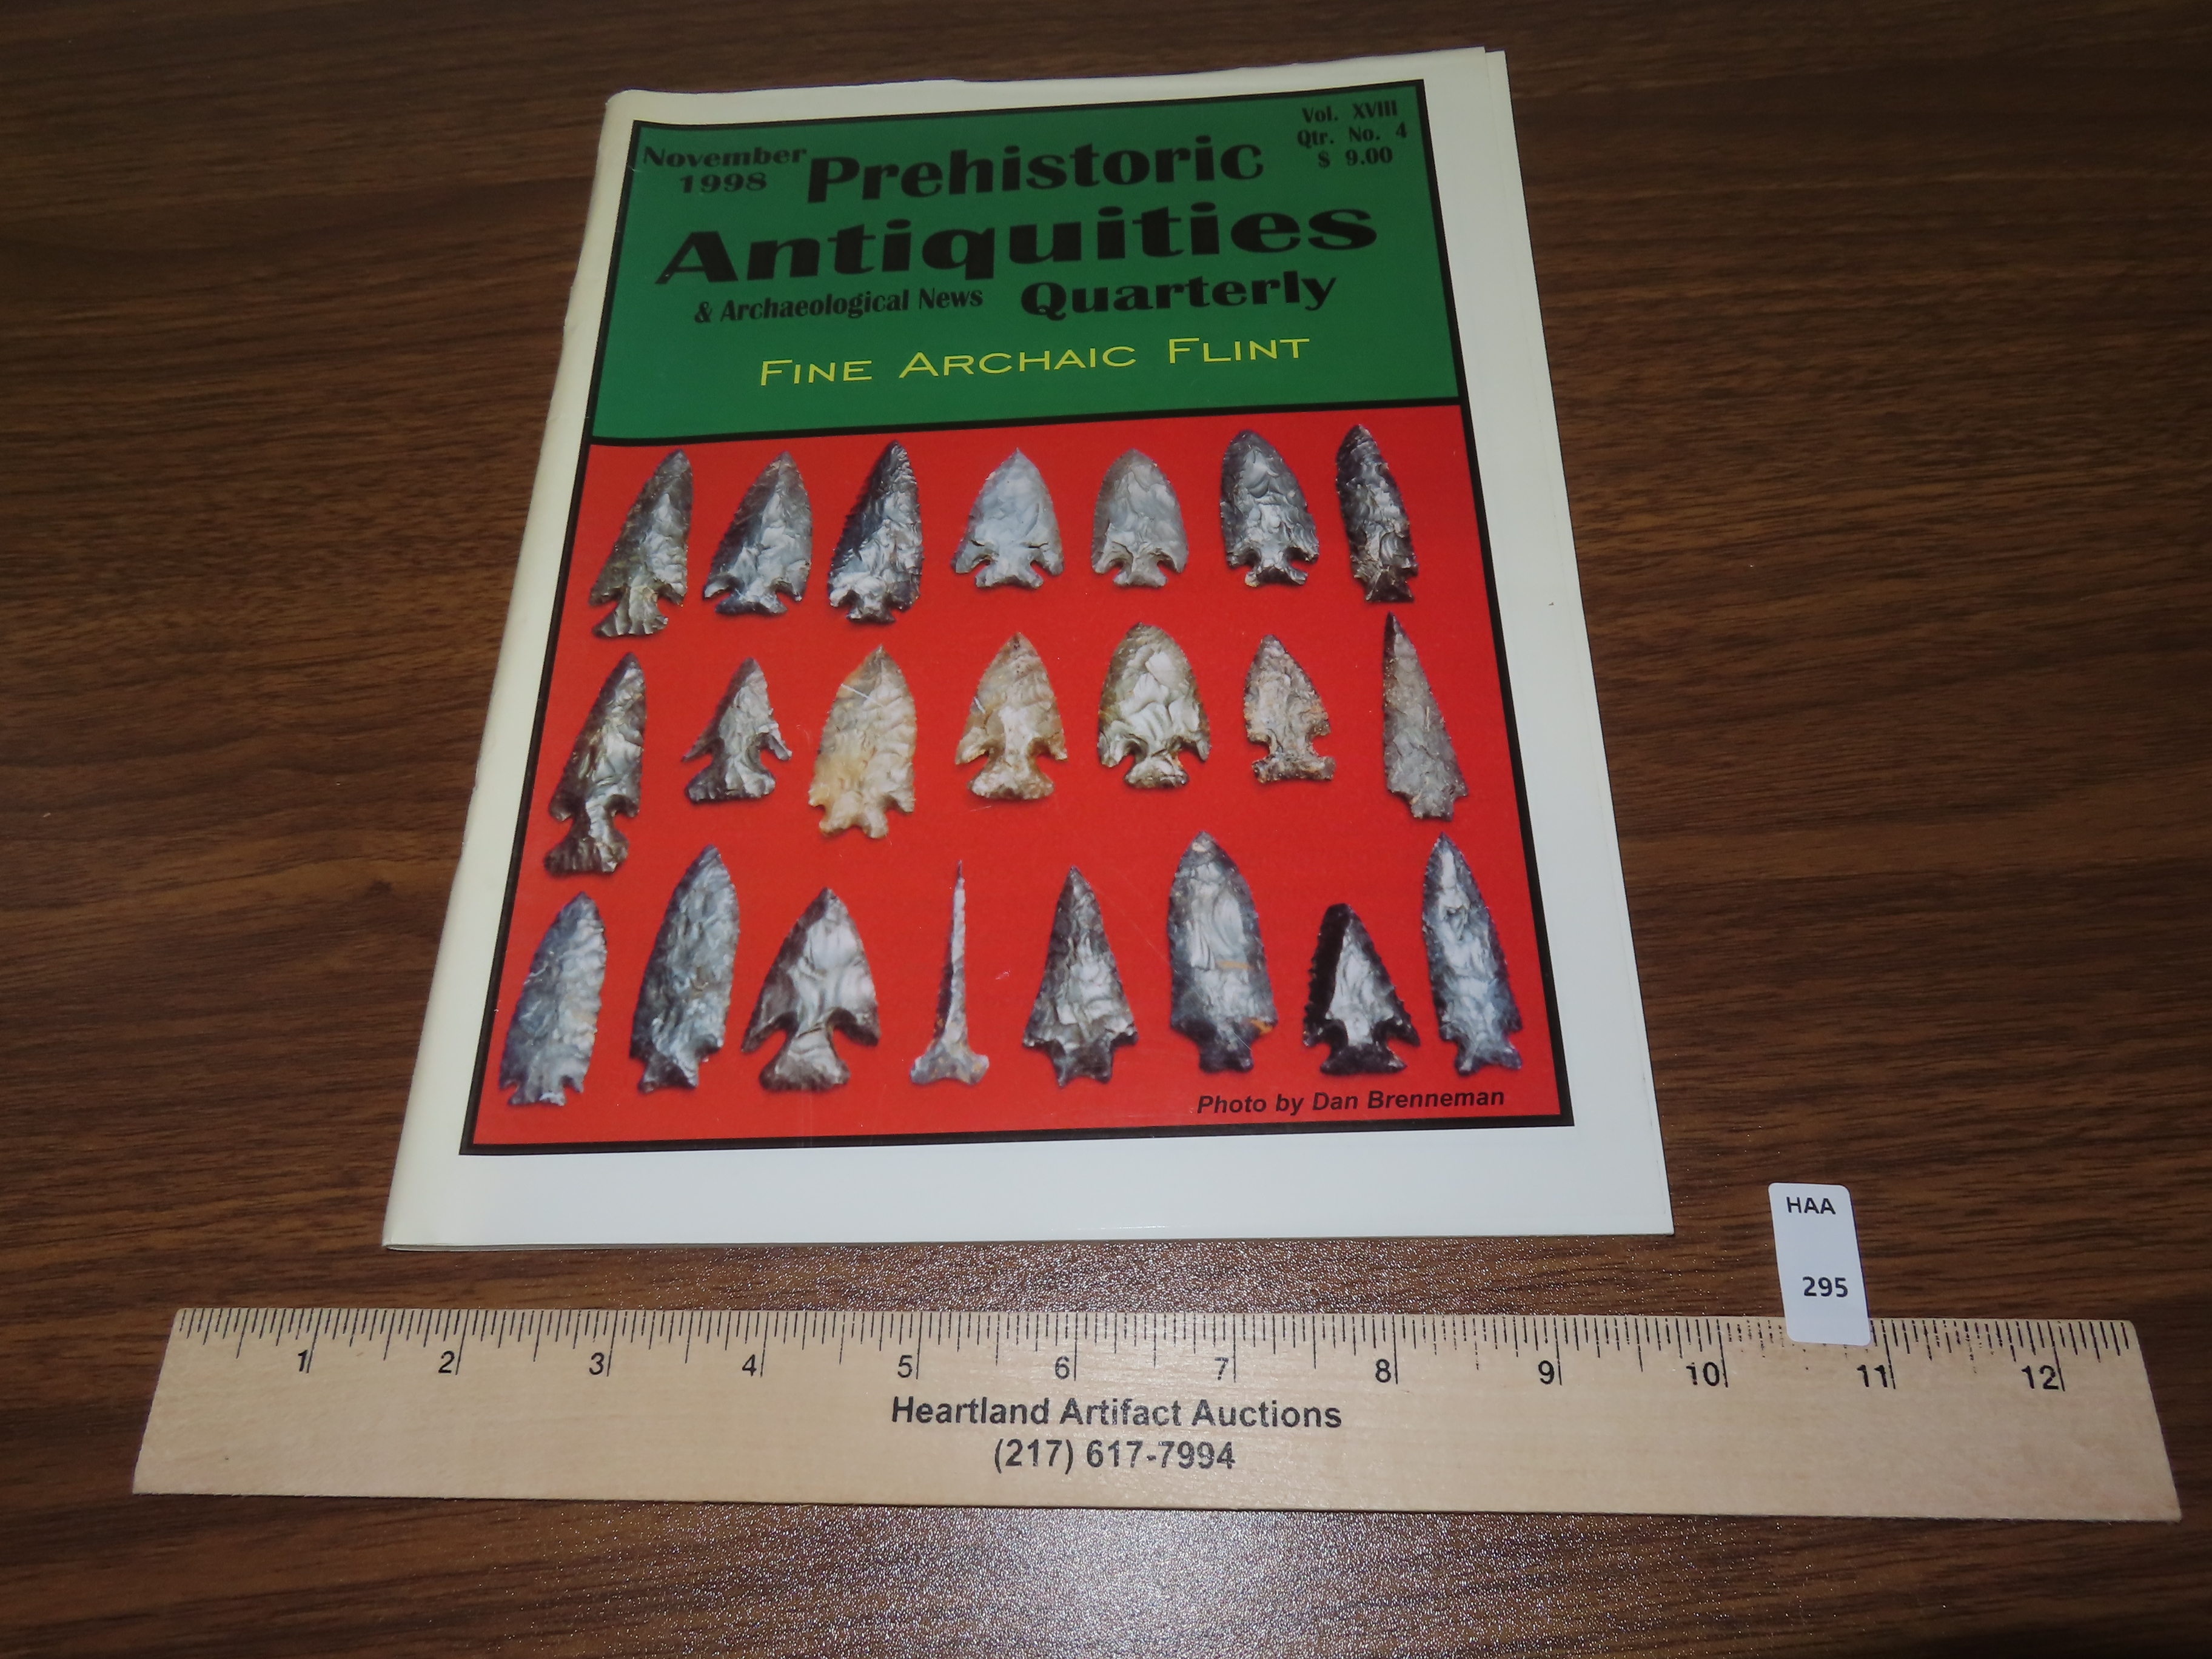 November
1998
Vol. XVIII
Qtr. No. 4
$ 9.00
Prehistoric
Antiquities
& Archaeological News Quarterly
FINE ARCHAIC FLINT
Photo by Dan Brenneman
HAA
295
1 2 3 4 5 6 7 8 9 10 11 12
Heartland Artifact Auctions
(217) 617-7994